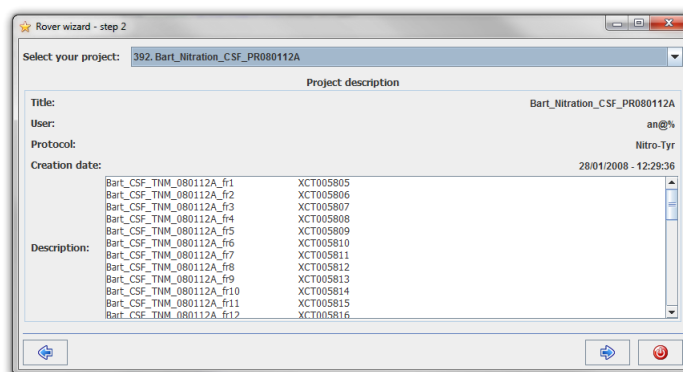 Rover wizard - step 2
Select your project: 392. Bart_Nitration_CSF_PR080112A
Project description
Title: Bart_Nitration_CSF_PR080112A
User: an@%
Protocol: Nitro-Tyr
Creation date: 28/01/2008 - 12:29:36
Description:
Bart_CSF_TNM_080112A_fr1 XCT005805
Bart_CSF_TNM_080112A_fr2 XCT005806
Bart_CSF_TNM_080112A_fr3 XCT005807
Bart_CSF_TNM_080112A_fr4 XCT005808
Bart_CSF_TNM_080112A_fr5 XCT005809
Bart_CSF_TNM_080112A_fr6 XCT005810
Bart_CSF_TNM_080112A_fr7 XCT005811
Bart_CSF_TNM_080112A_fr8 XCT005812
Bart_CSF_TNM_080112A_fr9 XCT005813
Bart_CSF_TNM_080112A_fr10 XCT005814
Bart_CSF_TNM_080112A_fr11 XCT005815
Bart_CSF_TNM_080112A_fr12 XCT005816